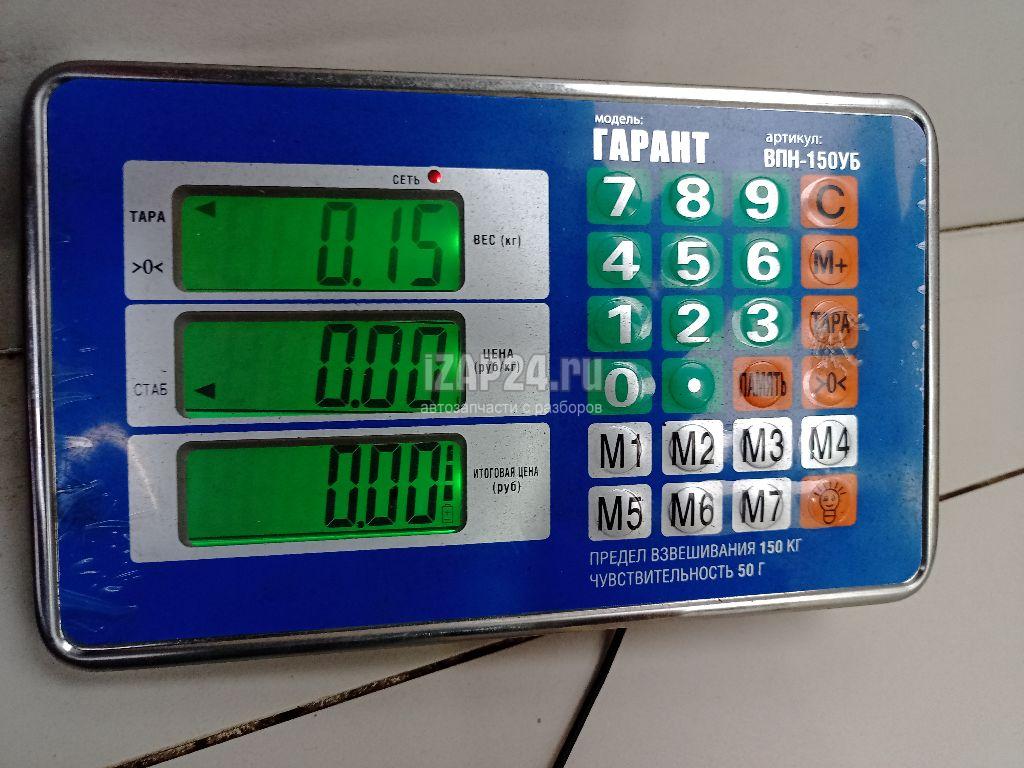 модель:
ГАРАНТ
артикул:
ВПН-150УБ
СЕТЬ
ТАРА
>0<
0.15
ВЕС (кг)
СТАБ
0.00
ЦЕНА
(руб/кг)
0.00
ИТОГОВАЯ ЦЕНА
(руб)
7 8 9 C
4 5 6 M+
1 2 3 ТАРА
0 . ПАМЯТЬ >0<
M1 M2 M3 M4
M5 M6 M7
ПРЕДЕЛ ВЗВЕШИВАНИЯ 150 КГ
ЧУВСТВИТЕЛЬНОСТЬ 50 Г
iZAP24.ru
автозапчасти с разборов